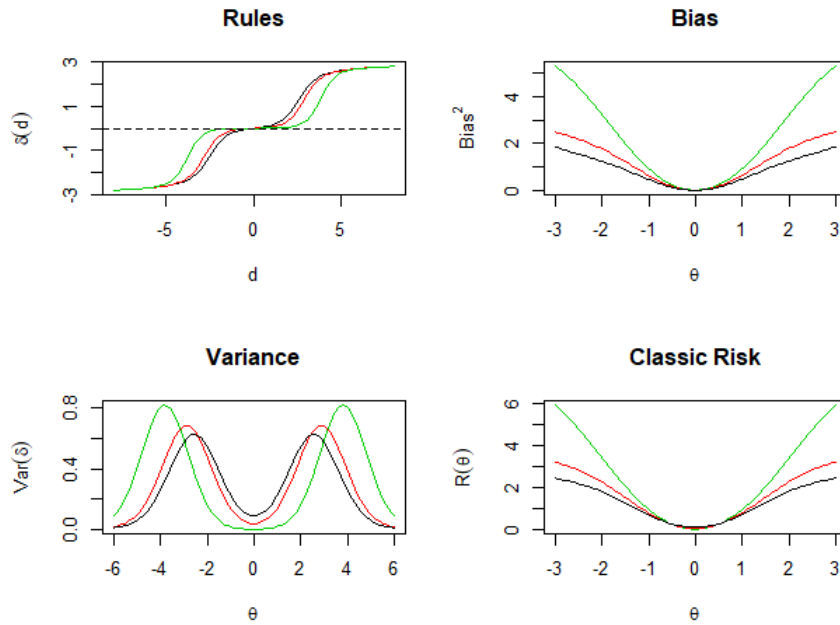 Rules
δ(d)
3
1
-1
-3
-5 0 5
d
Bias
Bias²
4
2
0
-3 -2 -1 0 1 2 3
θ
Variance
Var(δ)
0.8
0.4
0.0
-6 -4 -2 0 2 4 6
θ
Classic Risk
R(θ)
6
4
2
0
-3 -2 -1 0 1 2 3
θ